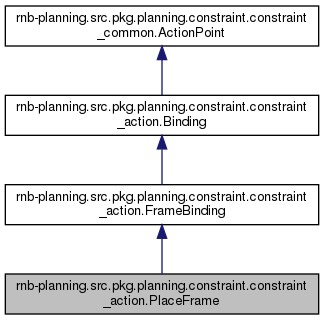 rnb-planning.src.pkg.planning.constraint.constraint
_common.ActionPoint
rnb-planning.src.pkg.planning.constraint.constraint
_action.Binding
rnb-planning.src.pkg.planning.constraint.constraint
_action.FrameBinding
rnb-planning.src.pkg.planning.constraint.constraint
_action.PlaceFrame